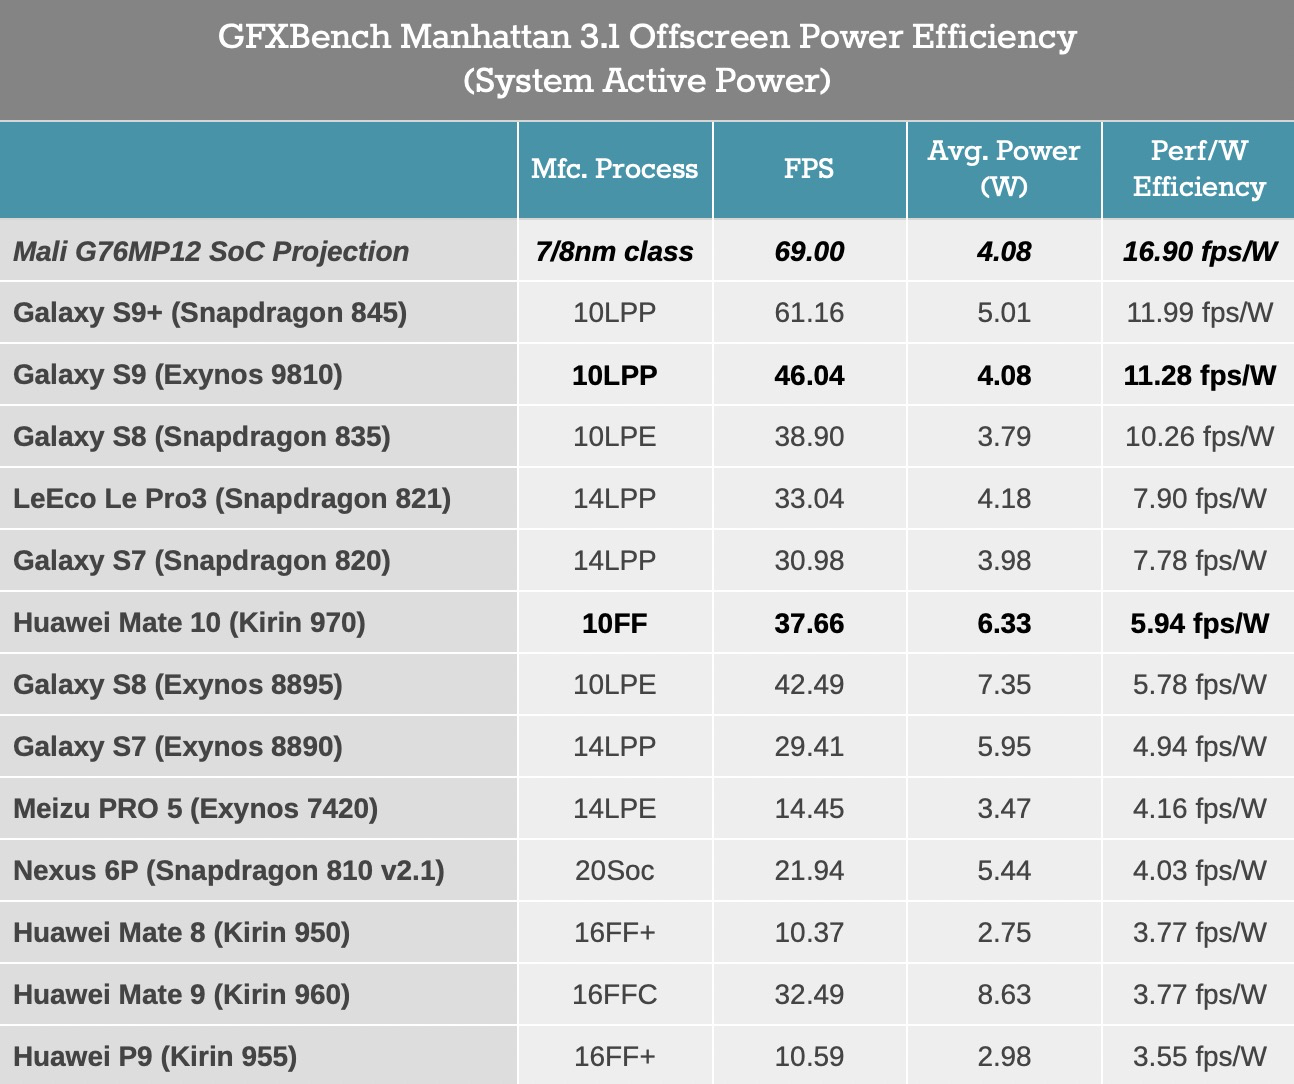 GFXBench Manhattan 3.1 Offscreen Power Efficiency
(System Active Power)
Mfc. Process FPS Avg. Power (W) Perf/W Efficiency
Mali G76MP12 SoC Projection 7/8nm class 69.00 4.08 16.90 fps/W
Galaxy S9+ (Snapdragon 845) 10LPP 61.16 5.01 11.99 fps/W
Galaxy S9 (Exynos 9810) 10LPP 46.04 4.08 11.28 fps/W
Galaxy S8 (Snapdragon 835) 10LPE 38.90 3.79 10.26 fps/W
LeEco Le Pro3 (Snapdragon 821) 14LPP 33.04 4.18 7.90 fps/W
Galaxy S7 (Snapdragon 820) 14LPP 30.98 3.98 7.78 fps/W
Huawei Mate 10 (Kirin 970) 10FF 37.66 6.33 5.94 fps/W
Galaxy S8 (Exynos 8895) 10LPE 42.49 7.35 5.78 fps/W
Galaxy S7 (Exynos 8890) 14LPP 29.41 5.95 4.94 fps/W
Meizu PRO 5 (Exynos 7420) 14LPE 14.45 3.47 4.16 fps/W
Nexus 6P (Snapdragon 810 v2.1) 20Soc 21.94 5.44 4.03 fps/W
Huawei Mate 8 (Kirin 950) 16FF+ 10.37 2.75 3.77 fps/W
Huawei Mate 9 (Kirin 960) 16FFC 32.49 8.63 3.77 fps/W
Huawei P9 (Kirin 955) 16FF+ 10.59 2.98 3.55 fps/W